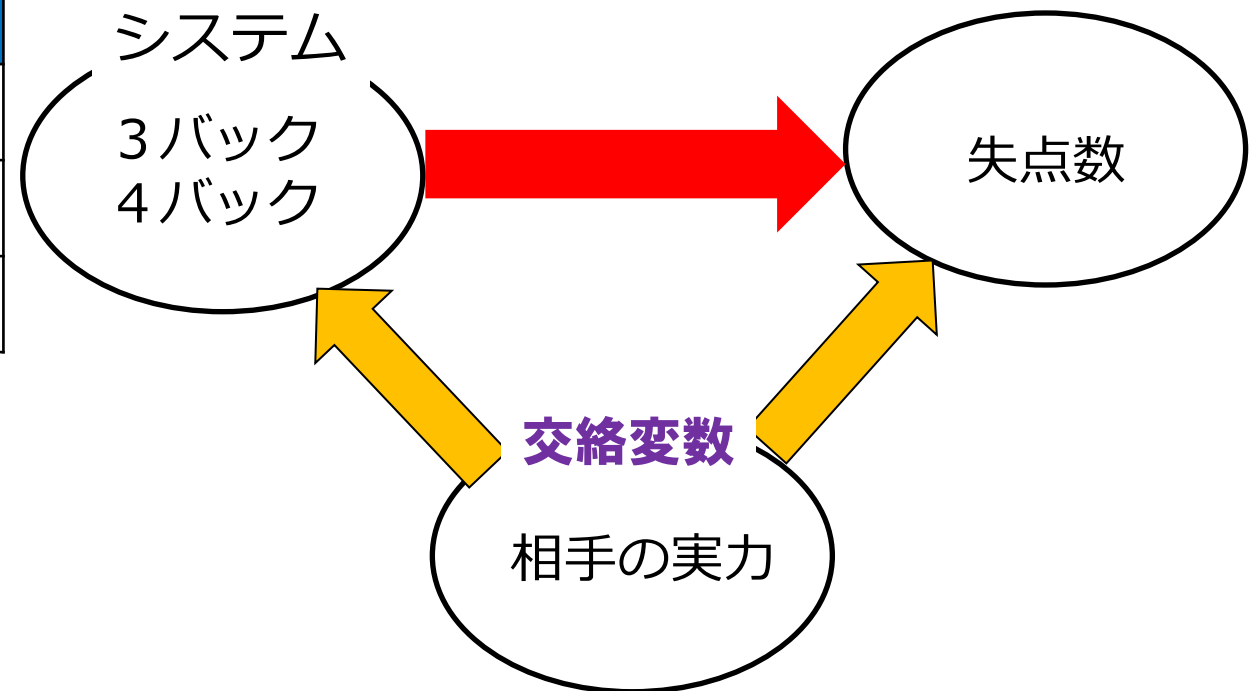 システム
３バック
４バック
失点数
交絡変数
相手の実力